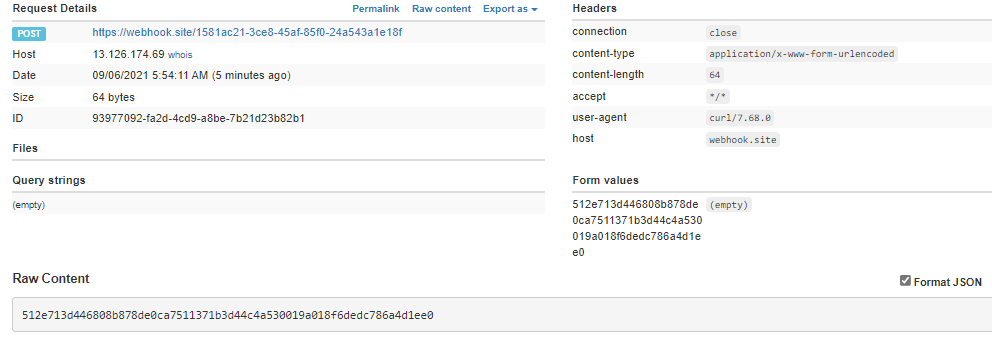 Request Details Permalink Raw content Export as
POST https://webhook.site/1581ac21-3ce8-45af-85f0-24a543a1e18f
Host 13.126.174.69 whois
Date 09/06/2021 5:54:11 AM (5 minutes ago)
Size 64 bytes
ID 93977092-fa2d-4cd9-a8be-7b21d23b82b1
Files
Query strings
(empty)
Headers
connection close
content-type application/x-www-form-urlencoded
content-length 64
accept */*
user-agent curl/7.68.0
host webhook.site
Form values
512e713d446808b878de (empty)
0ca7511371b3d44c4a530
019a018f6dedc786a4d1e
e0
Raw Content Format JSON
512e713d446808b878de0ca7511371b3d44c4a530019a018f6dedc786a4d1ee0